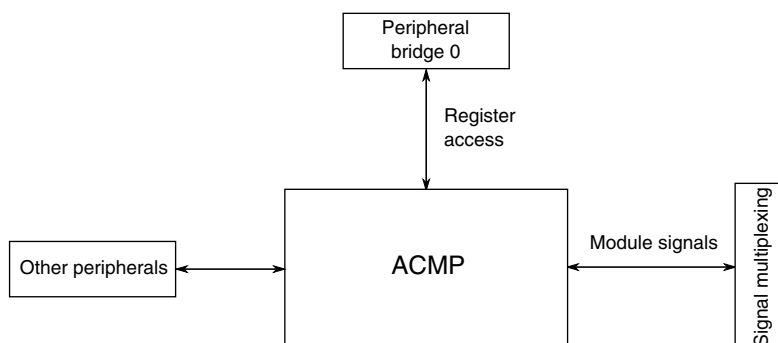 Peripheral
bridge 0
Register
access
Other peripherals
ACMP
Module signals
Signal multiplexing